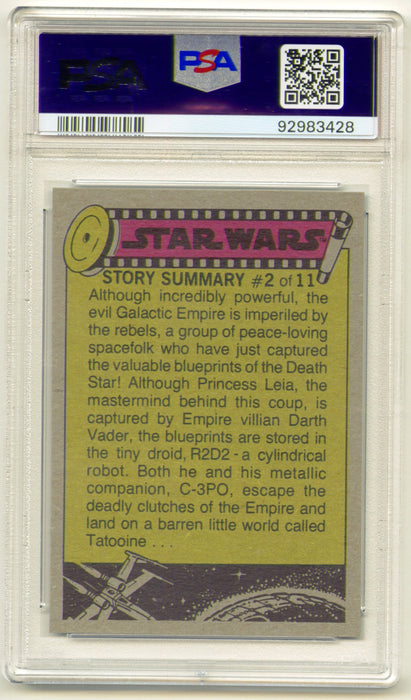 PSA
PSA
92983428
STAR WARS
STORY SUMMARY #2 of 11
Although incredibly powerful, the
evil Galactic Empire is imperiled by
the rebels, a group of peace-loving
spacefolk who have just captured
the valuable blueprints of the Death
Star! Although Princess Leia, the
mastermind behind this coup, is
captured by Empire villian Darth
Vader, the blueprints are stored in
the tiny droid, R2D2 - a cylindrical
robot. Both he and his metallic
companion, C-3PO, escape the
deadly clutches of the Empire and
land on a barren little world called
Tatooine . . .